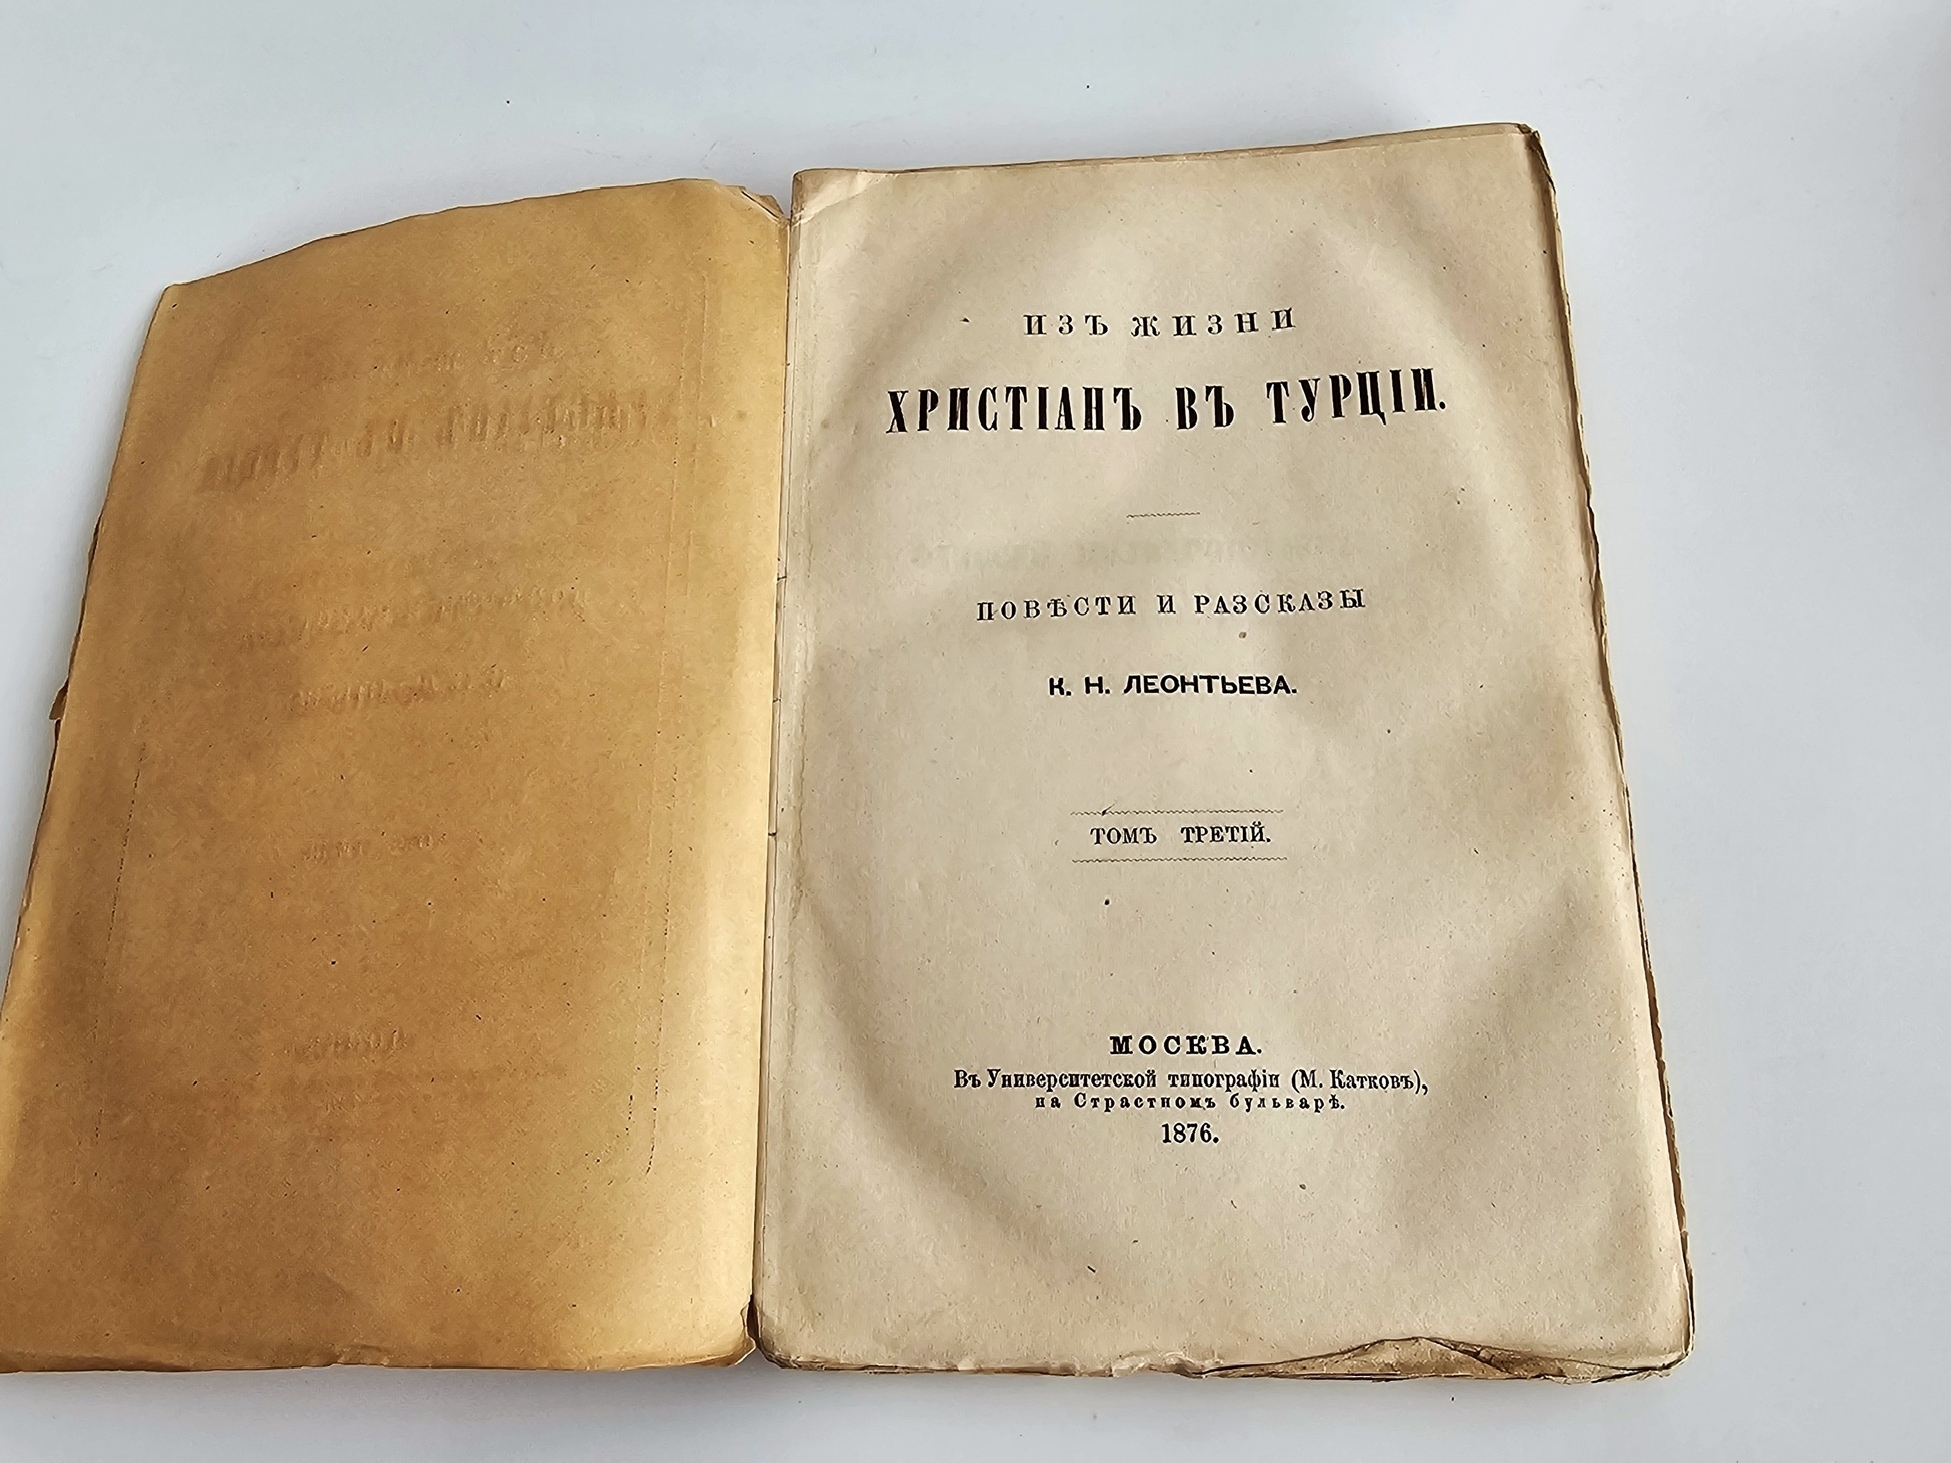 ИЗЪ ЖИЗНИ
ХРИСТІАНЪ ВЪ ТУРЦІИ.
ПОВѢСТИ И РАЗСКАЗЫ
К. Н. ЛЕОНТЬЕВА.
ТОМЪ ТРЕТІЙ.
МОСКВА.
Въ Университетской типографіи (М. Катковъ),
на Страстномъ бульварѣ.
1876.